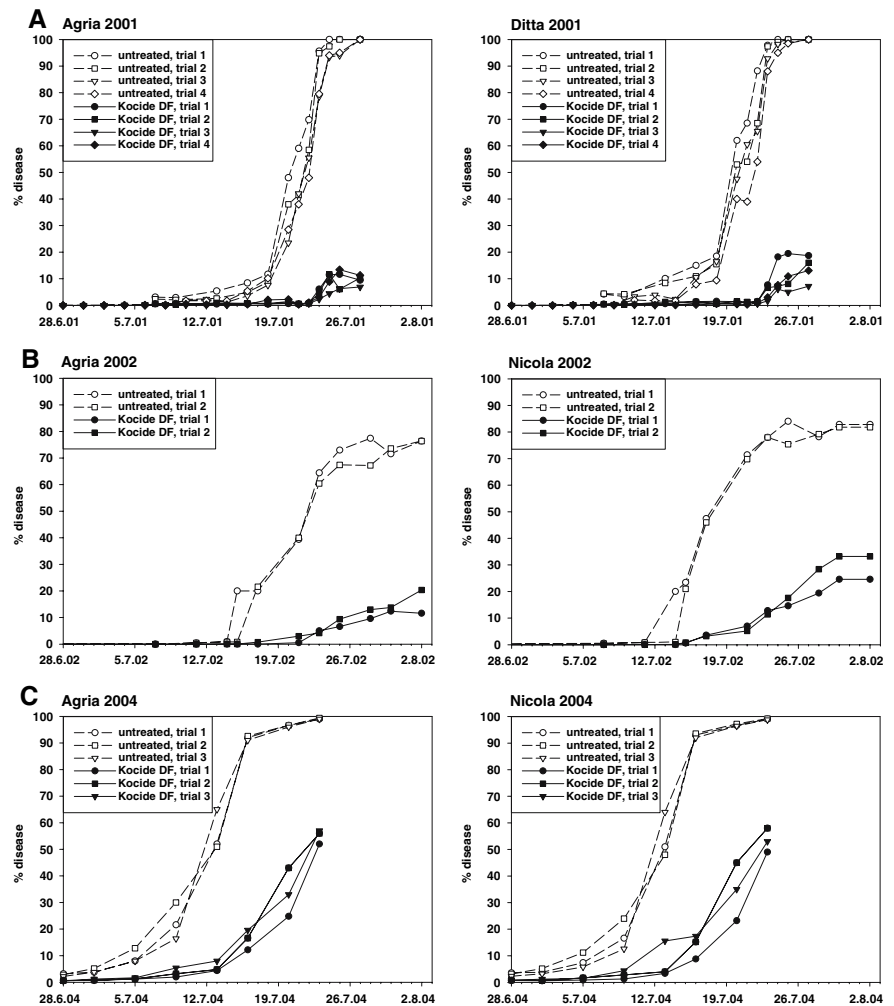 A
Agria 2001
% disease
100
90
80
70
60
50
40
30
20
10
0
untreated, trial 1
untreated, trial 2
untreated, trial 3
untreated, trial 4
Kocide DF, trial 1
Kocide DF, trial 2
Kocide DF, trial 3
Kocide DF, trial 4
28.6.01 5.7.01 12.7.01 19.7.01 26.7.01 2.8.01
Ditta 2001
% disease
100
90
80
70
60
50
40
30
20
10
0
untreated, trial 1
untreated, trial 2
untreated, trial 3
untreated, trial 4
Kocide DF, trial 1
Kocide DF, trial 2
Kocide DF, trial 3
Kocide DF, trial 4
28.6.01 5.7.01 12.7.01 19.7.01 26.7.01 2.8.01
B
Agria 2002
% disease
100
90
80
70
60
50
40
30
20
10
0
untreated, trial 1
untreated, trial 2
Kocide DF, trial 1
Kocide DF, trial 2
28.6.02 5.7.02 12.7.02 19.7.02 26.7.02 2.8.02
Nicola 2002
% disease
100
90
80
70
60
50
40
30
20
10
0
untreated, trial 1
untreated, trial 2
Kocide DF, trial 1
Kocide DF, trial 2
28.6.02 5.7.02 12.7.02 19.7.02 26.7.02 2.8.02
C
Agria 2004
% disease
100
90
80
70
60
50
40
30
20
10
0
untreated, trial 1
untreated, trial 2
untreated, trial 3
Kocide DF, trial 1
Kocide DF, trial 2
Kocide DF, trial 3
28.6.04 5.7.04 12.7.04 19.7.04 26.7.04 2.8.04
Nicola 2004
% disease
100
90
80
70
60
50
40
30
20
10
0
untreated, trial 1
untreated, trial 2
untreated, trial 3
Kocide DF, trial 1
Kocide DF, trial 2
Kocide DF, trial 3
28.6.04 5.7.04 12.7.04 19.7.04 26.7.04 2.8.04